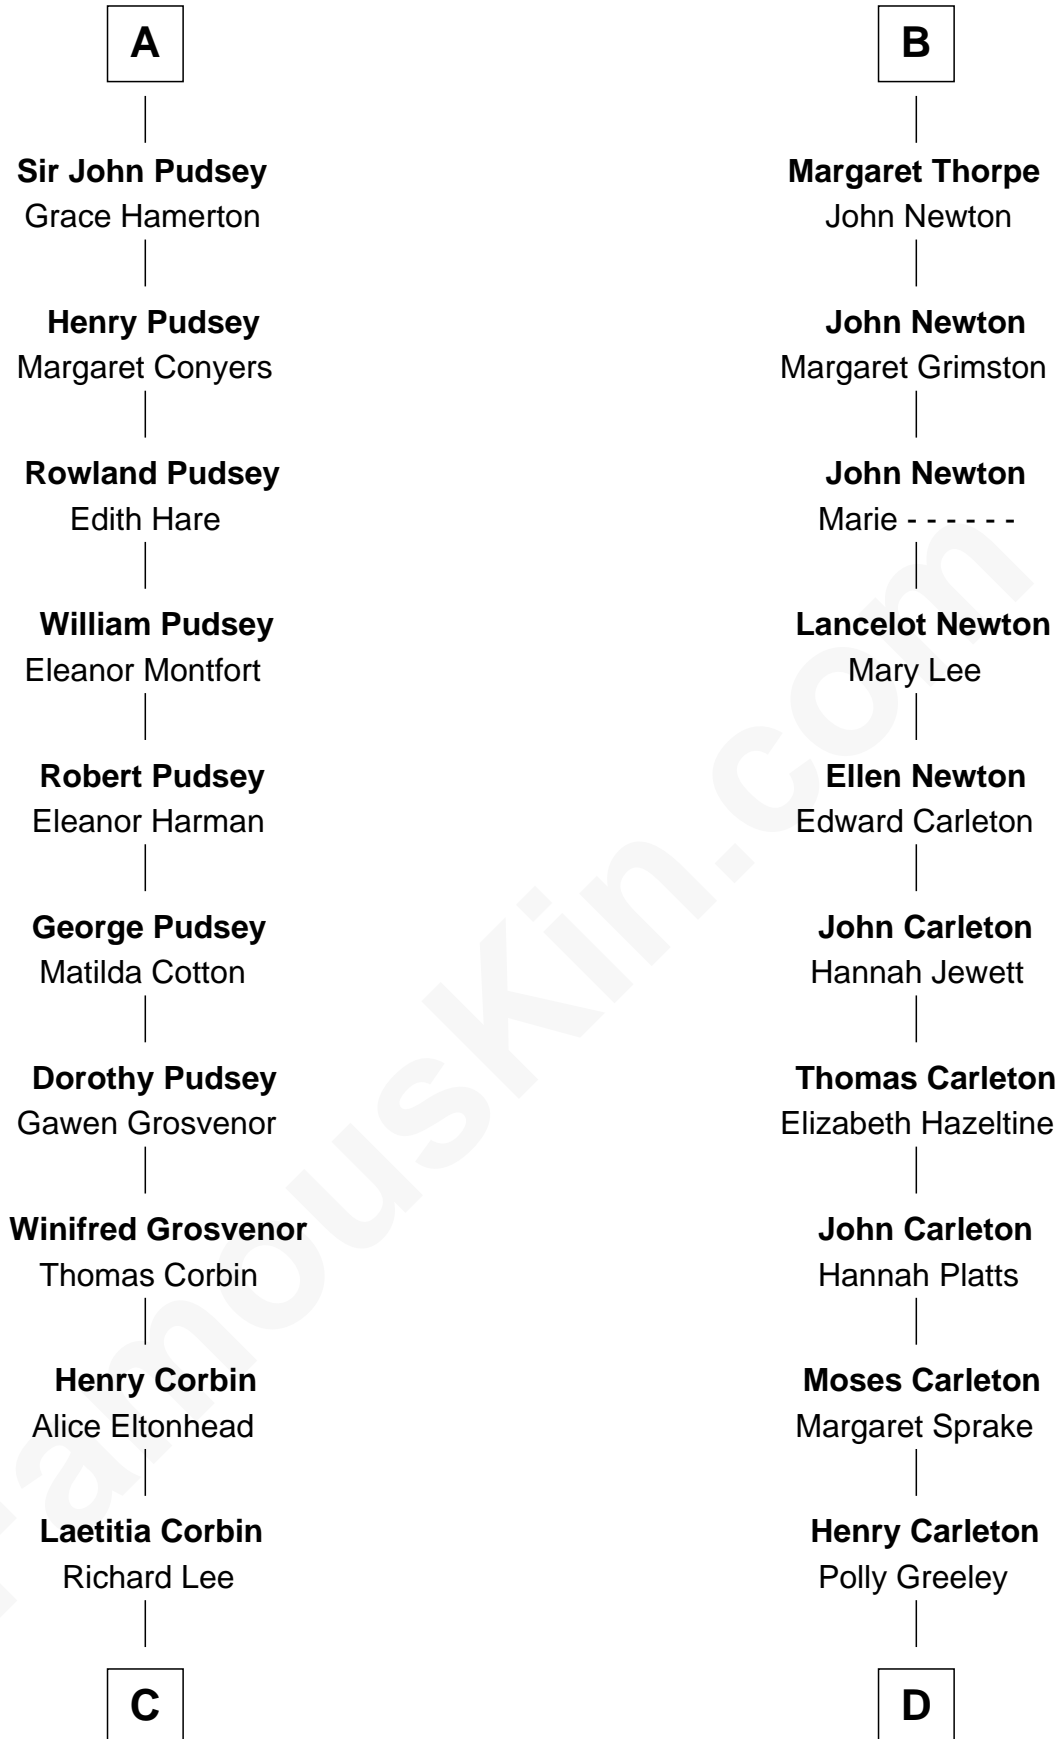 A
Sir John Pudsey
Grace Hamerton
Henry Pudsey
Margaret Conyers
Rowland Pudsey
Edith Hare
William Pudsey
Eleanor Montfort
Robert Pudsey
Eleanor Harman
George Pudsey
Matilda Cotton
Dorothy Pudsey
Gawen Grosvenor
Winifred Grosvenor
Thomas Corbin
Henry Corbin
Alice Eltonhead
Laetitia Corbin
Richard Lee
C
B
Margaret Thorpe
John Newton
John Newton
Margaret Grimston
John Newton
Marie - - - - - -
Lancelot Newton
Mary Lee
Ellen Newton
Edward Carleton
John Carleton
Hannah Jewett
Thomas Carleton
Elizabeth Hazeltine
John Carleton
Hannah Platts
Moses Carleton
Margaret Sprake
Henry Carleton
Polly Greeley
D
FamousKin.com